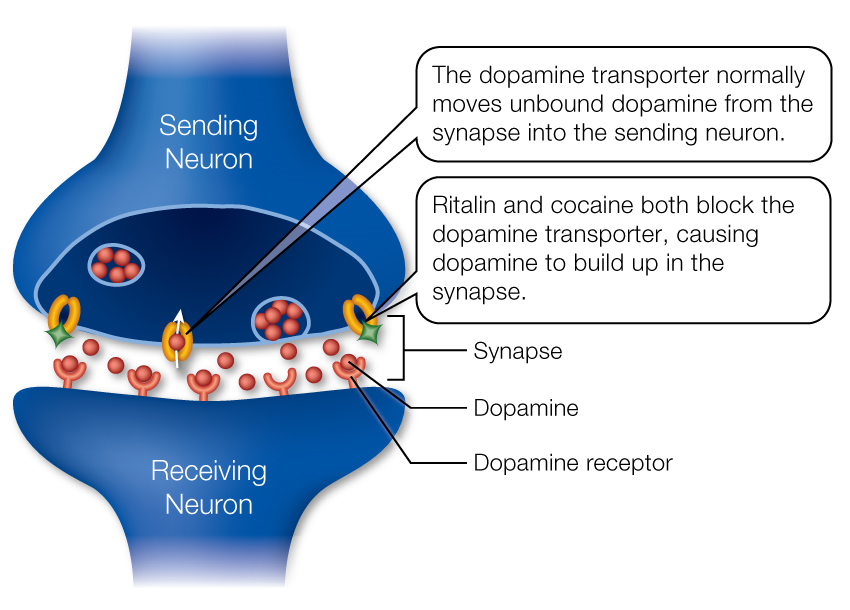 Sending
Neuron
The dopamine transporter normally
moves unbound dopamine from the
synapse into the sending neuron.
Ritalin and cocaine both block the
dopamine transporter, causing
dopamine to build up in the
synapse.
Synapse
Dopamine
Dopamine receptor
Receiving
Neuron